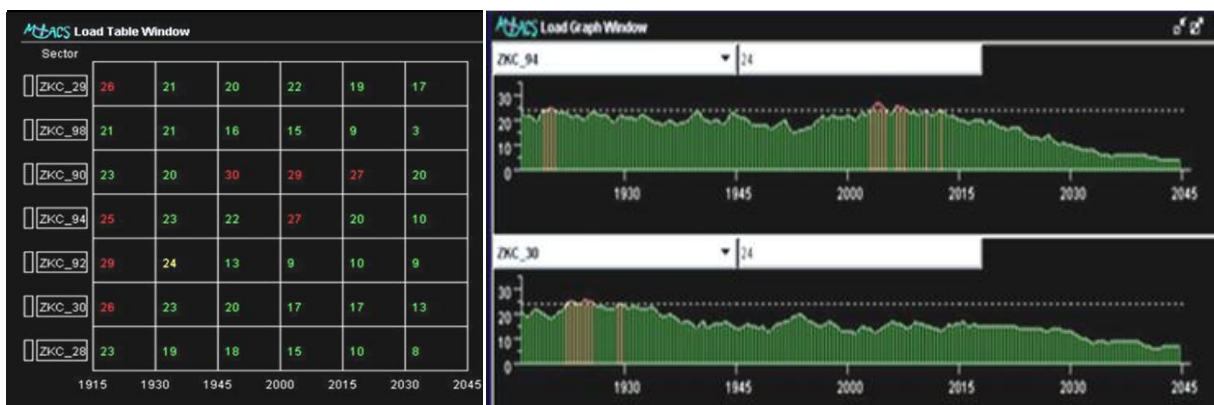 MIACS Load Table Window
Sector
ZKC_29 26 21 20 22 19 17
ZKC_98 21 21 16 15 9 3
ZKC_90 23 20 30 29 27 20
ZKC_94 25 23 22 27 20 10
ZKC_92 29 24 13 9 10 9
ZKC_30 26 23 20 17 17 13
ZKC_28 23 19 18 15 10 8
1915 1930 1945 2000 2015 2030 2045
Load Graph Window
ZKC_94 24
30
20
10
0
1930 1945 2000 2015 2030 2045
ZKC_30 24
30
20
10
0
1930 1945 2000 2015 2030 2045